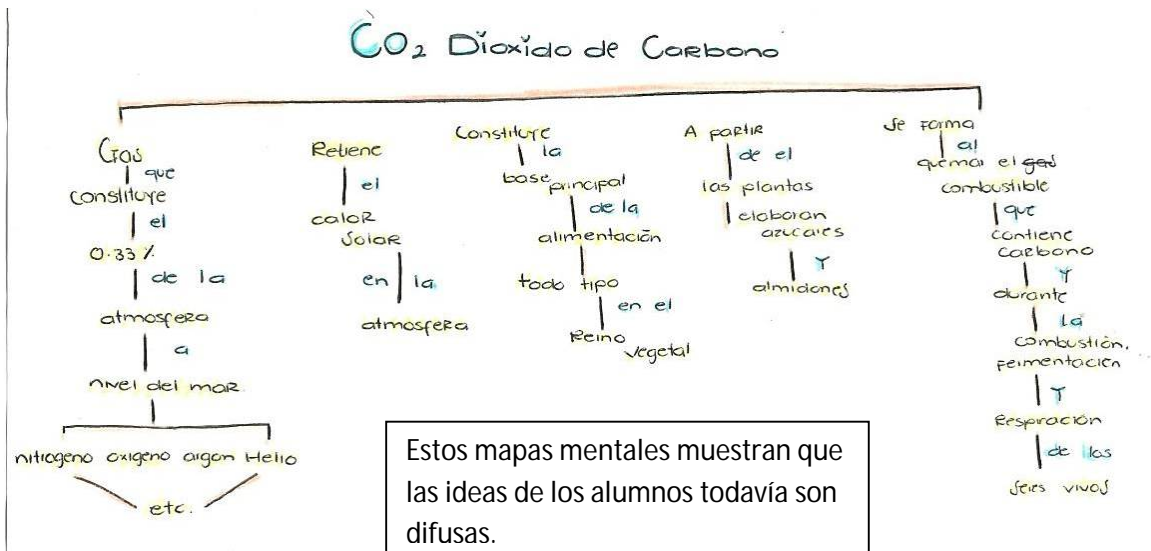 CO₂ Dioxido de Carbono
Gas
que
constituye
el
0.33 %
de la
atmosfera
a
nivel del mar.
nitrogeno oxigeno argon Helio
etc.
Retiene
el
calor
Solar
en la
atmosfera
Constituye
la
base
principal
de la
alimentación
todo tipo
en el
Reino
vegetal
A partir
de el
las plantas
elaboran
azucares
Y
almidones
Se Forma
al
quemar el gas
combustible
que
contiene
carbono
Y
durante
la
combustión,
fermentación
Y
Respiración
de los
seres vivos
Estos mapas mentales muestran que
las ideas de los alumnos todavía son
difusas.